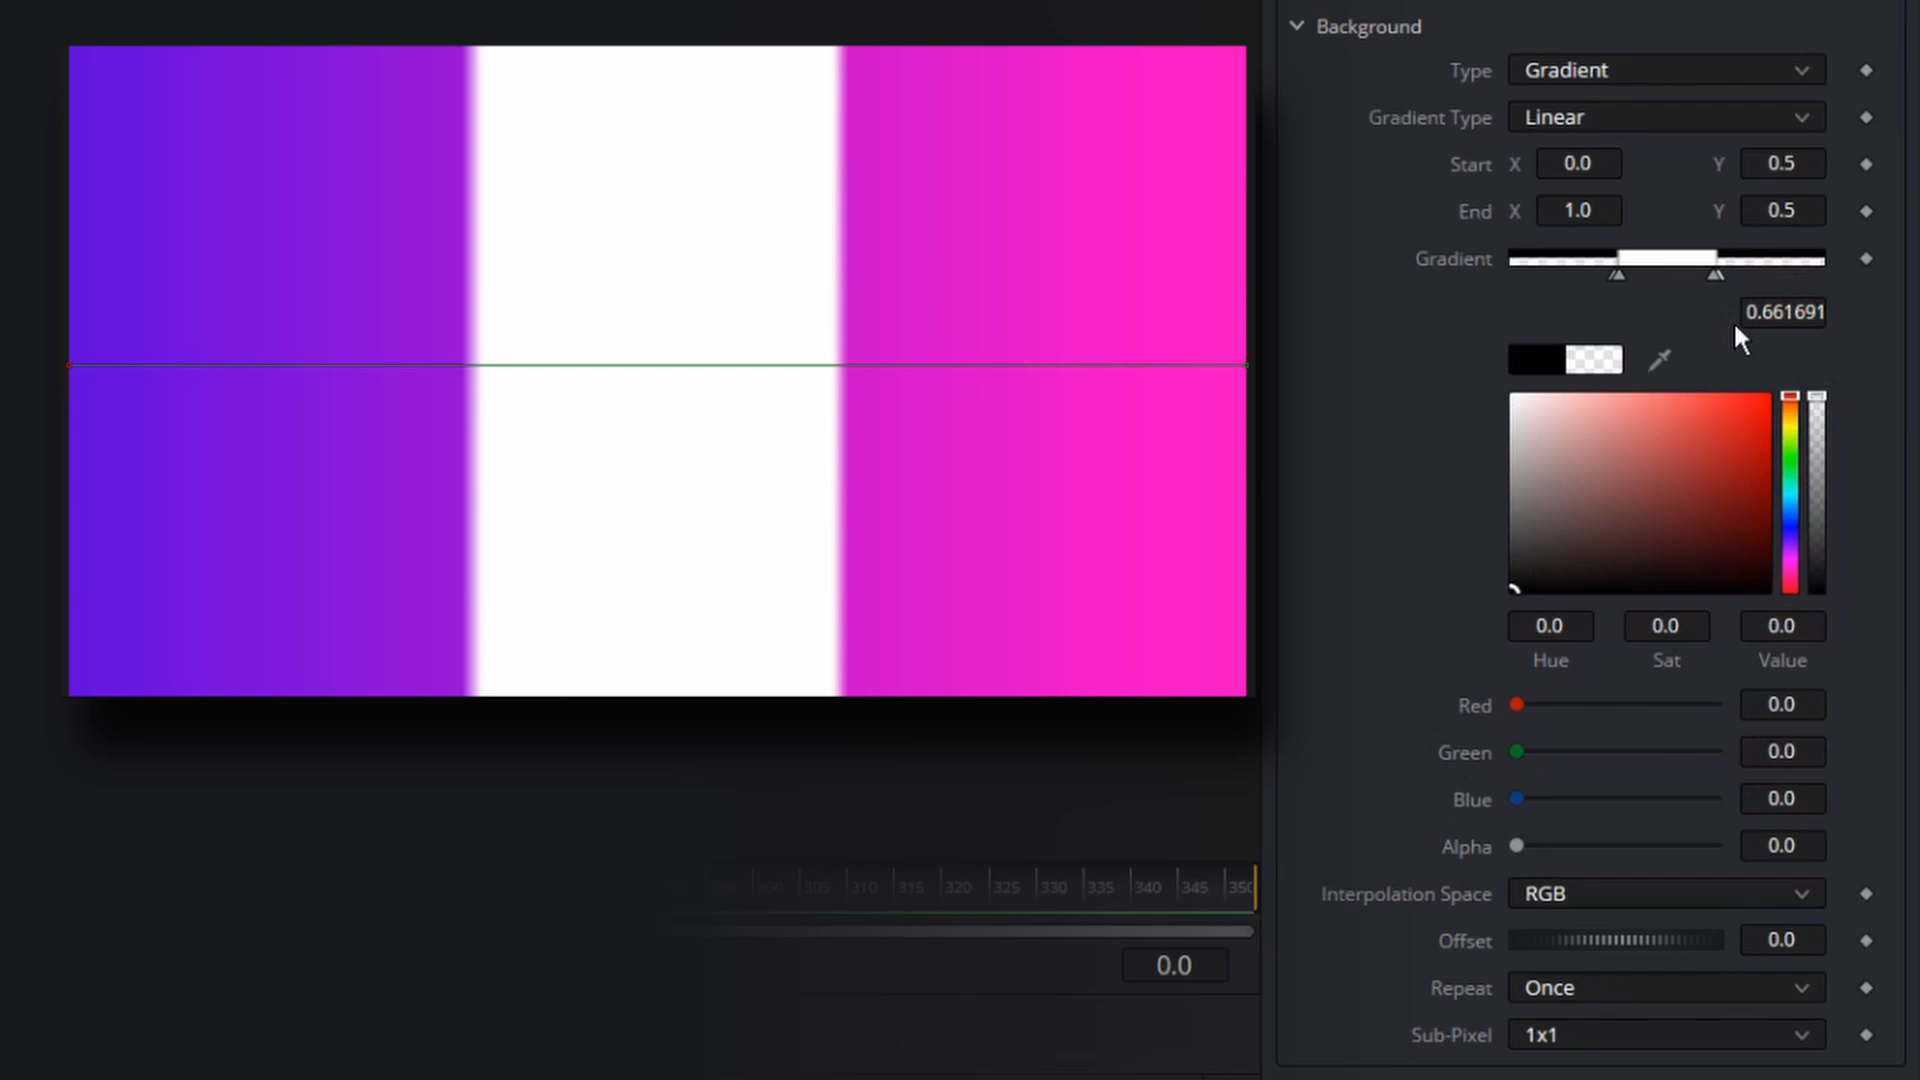 Background
Type Gradient
Gradient Type Linear
Start X 0.0 Y 0.5
End X 1.0 Y 0.5
Gradient
0.661691
0.0 0.0 0.0
Hue Sat Value
Red 0.0
Green 0.0
Blue 0.0
Alpha 0.0
300 305 310 315 320 325 330 335 340 345 350
Interpolation Space RGB
Offset 0.0
0.0
Repeat Once
Sub-Pixel 1x1